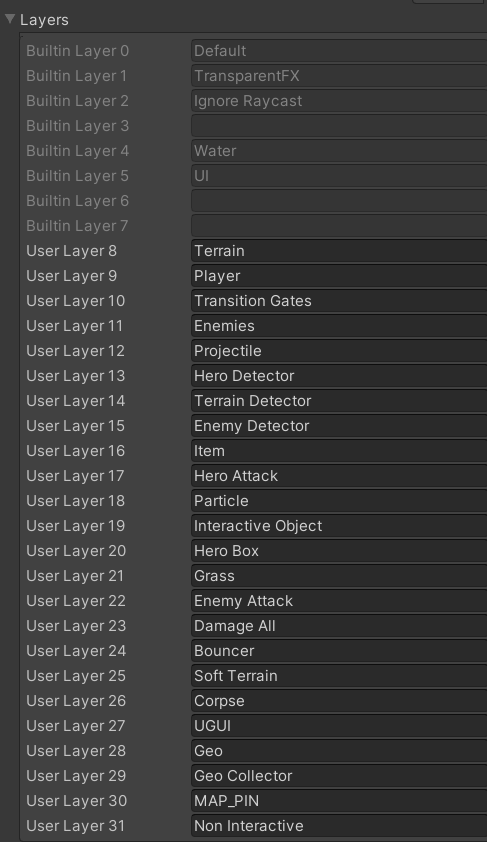 Layers
Builtin Layer 0 Default
Builtin Layer 1 TransparentFX
Builtin Layer 2 Ignore Raycast
Builtin Layer 3
Builtin Layer 4 Water
Builtin Layer 5 UI
Builtin Layer 6
Builtin Layer 7
User Layer 8 Terrain
User Layer 9 Player
User Layer 10 Transition Gates
User Layer 11 Enemies
User Layer 12 Projectile
User Layer 13 Hero Detector
User Layer 14 Terrain Detector
User Layer 15 Enemy Detector
User Layer 16 Item
User Layer 17 Hero Attack
User Layer 18 Particle
User Layer 19 Interactive Object
User Layer 20 Hero Box
User Layer 21 Grass
User Layer 22 Enemy Attack
User Layer 23 Damage All
User Layer 24 Bouncer
User Layer 25 Soft Terrain
User Layer 26 Corpse
User Layer 27 UGUI
User Layer 28 Geo
User Layer 29 Geo Collector
User Layer 30 MAP_PIN
User Layer 31 Non Interactive